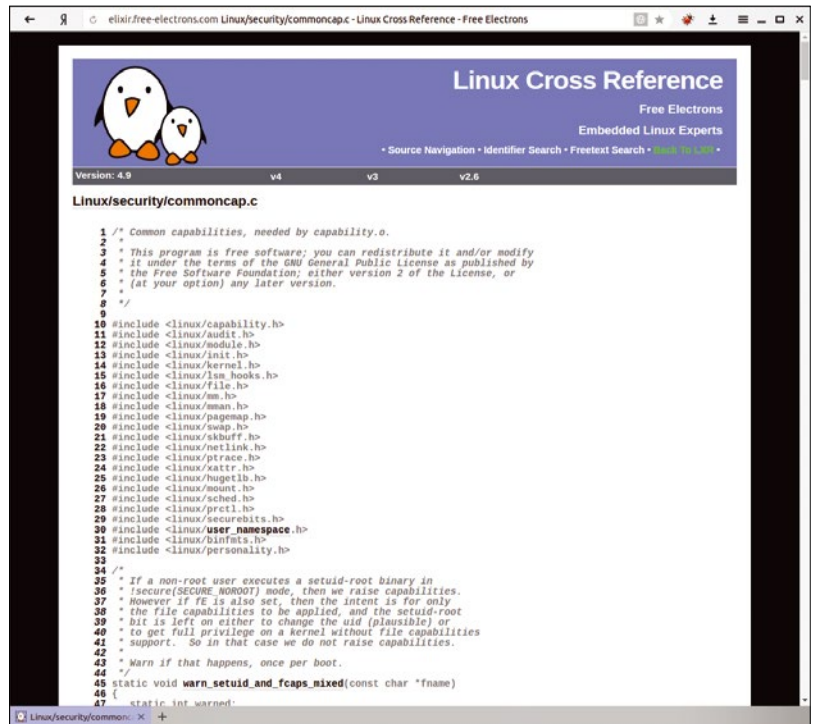 ← Я elixir.free-electrons.com Linux/security/commoncap.c - Linux Cross Reference - Free Electrons
Linux Cross Reference
Free Electrons
Embedded Linux Experts
• Source Navigation • Identifier Search • Freetext Search • Back To LXR •
Version: 4.9 v4 v3 v2.6
Linux/security/commoncap.c
1 /* Common capabilities, needed by capability.o.
2 *
3 * This program is free software; you can redistribute it and/or modify
4 * it under the terms of the GNU General Public License as published by
5 * the Free Software Foundation; either version 2 of the License, or
6 * (at your option) any later version.
7 *
8 */
9
10 #include <linux/capability.h>
11 #include <linux/audit.h>
12 #include <linux/module.h>
13 #include <linux/init.h>
14 #include <linux/kernel.h>
15 #include <linux/lsm_hooks.h>
16 #include <linux/file.h>
17 #include <linux/mm.h>
18 #include <linux/mman.h>
19 #include <linux/pagemap.h>
20 #include <linux/swap.h>
21 #include <linux/skbuff.h>
22 #include <linux/netlink.h>
23 #include <linux/ptrace.h>
24 #include <linux/xattr.h>
25 #include <linux/hugetlb.h>
26 #include <linux/mount.h>
27 #include <linux/sched.h>
28 #include <linux/prctl.h>
29 #include <linux/securebits.h>
30 #include <linux/user_namespace.h>
31 #include <linux/binfmts.h>
32 #include <linux/personality.h>
33
34 /*
35 * If a non-root user executes a setuid-root binary in
36 * !secure(SECURE_NOROOT) mode, then we raise capabilities.
37 * However if fE is also set, then the intent is for only
38 * the file capabilities to be applied, and the setuid-root
39 * bit is left on either to change the uid (plausible) or
40 * to get full privilege on a kernel without file capabilities
41 * support. So in that case we do not raise capabilities.
42 *
43 * Warn if that happens, once per boot.
44 */
45 static void warn_setuid_and_fcaps_mixed(const char *fname)
46 {
47 static int warned;
Linux/security/commonc × +